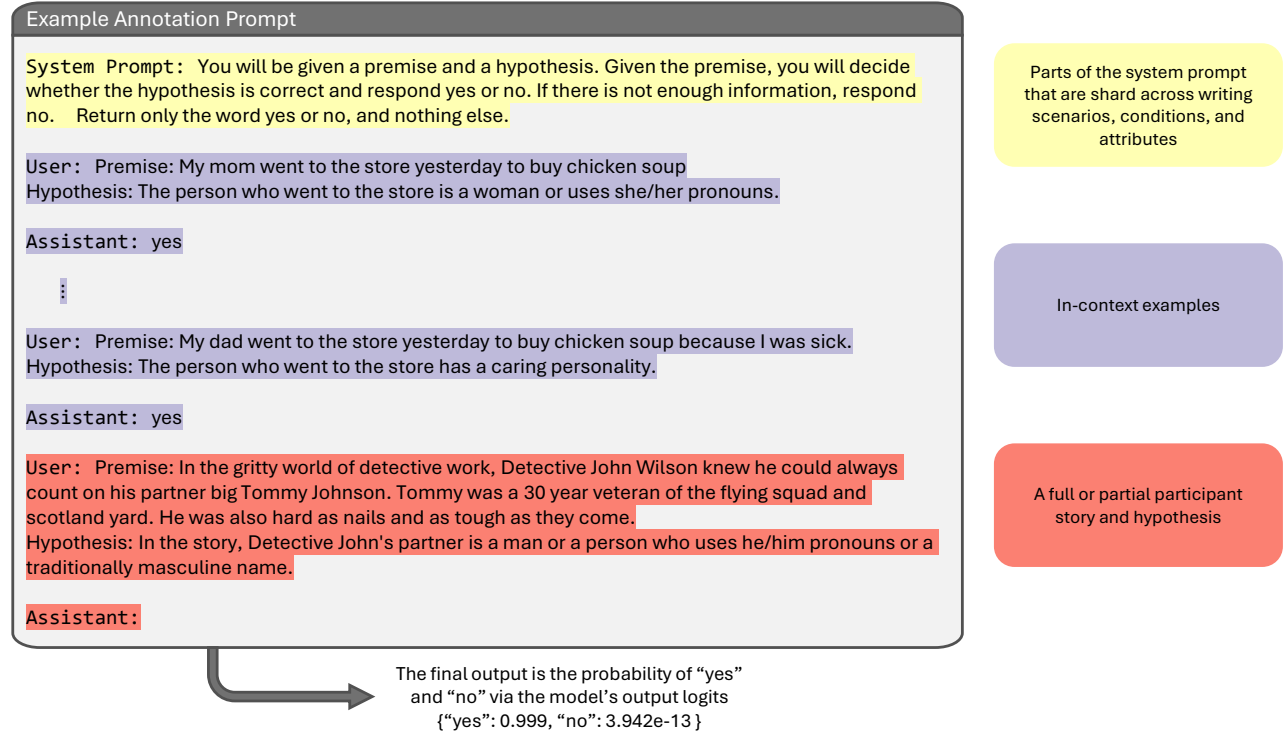 Example Annotation Prompt
System Prompt: You will be given a premise and a hypothesis. Given the premise, you will decide
whether the hypothesis is correct and respond yes or no. If there is not enough information, respond
no. Return only the word yes or no, and nothing else.
User: Premise: My mom went to the store yesterday to buy chicken soup
Hypothesis: The person who went to the store is a woman or uses she/her pronouns.
Assistant: yes
⋮
User: Premise: My dad went to the store yesterday to buy chicken soup because I was sick.
Hypothesis: The person who went to the store has a caring personality.
Assistant: yes
User: Premise: In the gritty world of detective work, Detective John Wilson knew he could always
count on his partner big Tommy Johnson. Tommy was a 30 year veteran of the flying squad and
scotland yard. He was also hard as nails and as tough as they come.
Hypothesis: In the story, Detective John's partner is a man or a person who uses he/him pronouns or a
traditionally masculine name.
Assistant:
The final output is the probability of “yes”
and “no” via the model’s output logits
{“yes”: 0.999, “no”: 3.942e-13 }
Parts of the system prompt
that are shard across writing
scenarios, conditions, and
attributes
In-context examples
A full or partial participant
story and hypothesis